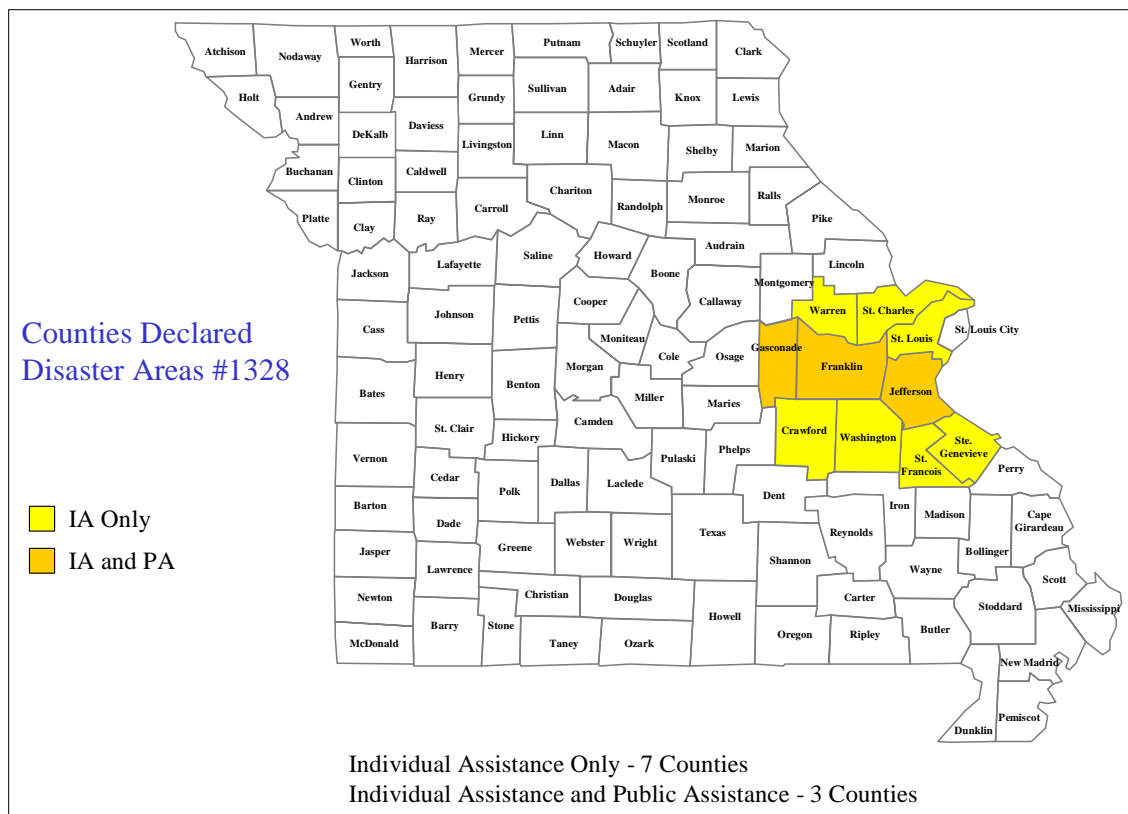 Worth
Putnam
Schuyler
Scotland
Atchison
Nodaway
Harrison
Mercer
Clark
Gentry
Sullivan
Adair
Holt
Grundy
Knox
Lewis
Andrew
DeKalb
Daviess
Linn
Livingston
Macon
Shelby
Marion
Buchanan
Clinton
Caldwell
Chariton
Monroe
Ralls
Platte
Clay
Ray
Carroll
Randolph
Pike
Audrain
Saline
Howard
Lafayette
Lincoln
Jackson
Boone
Montgomery
Callaway
Cooper
Warren
St. Charles
Johnson
Pettis
Cass
St. Louis City
Moniteau
St. Louis
Counties Declared
Disaster Areas #1328
Cole
Osage
Gasconade
Morgan
Franklin
Henry
Benton
Bates
Miller
Jefferson
Maries
Camden
St. Clair
Hickory
Crawford
Washington
Ste.
Genevieve
Vernon
Phelps
Pulaski
St.
Francois
Perry
Cedar
Polk
Dallas
Laclede
Dent
Barton
Texas
Iron
Madison
Cape
Girardeau
IA Only
Dade
Reynolds
Jasper
Greene
Webster
Wright
Bollinger
IA and PA
Lawrence
Shannon
Wayne
Scott
Newton
Christian
Douglas
Carter
Stoddard
Mississippi
Barry
Stone
Howell
Butler
McDonald
Taney
Ozark
Oregon
Ripley
New Madrid
Dunklin
Pemiscot
Individual Assistance Only - 7 Counties
Individual Assistance and Public Assistance - 3 Counties